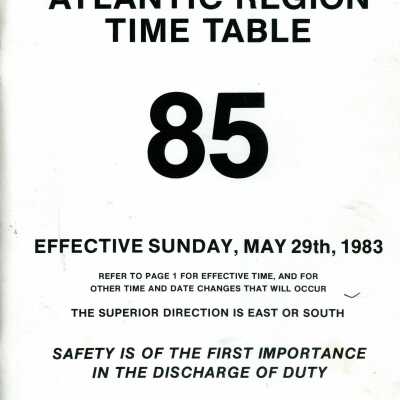 ATLANTIC REGION
TIME TABLE
85
EFFECTIVE SUNDAY, MAY 29th, 1983
REFER TO PAGE 1 FOR EFFECTIVE TIME, AND FOR
OTHER TIME AND DATE CHANGES THAT WILL OCCUR
THE SUPERIOR DIRECTION IS EAST OR SOUTH
SAFETY IS OF THE FIRST IMPORTANCE
IN THE DISCHARGE OF DUTY